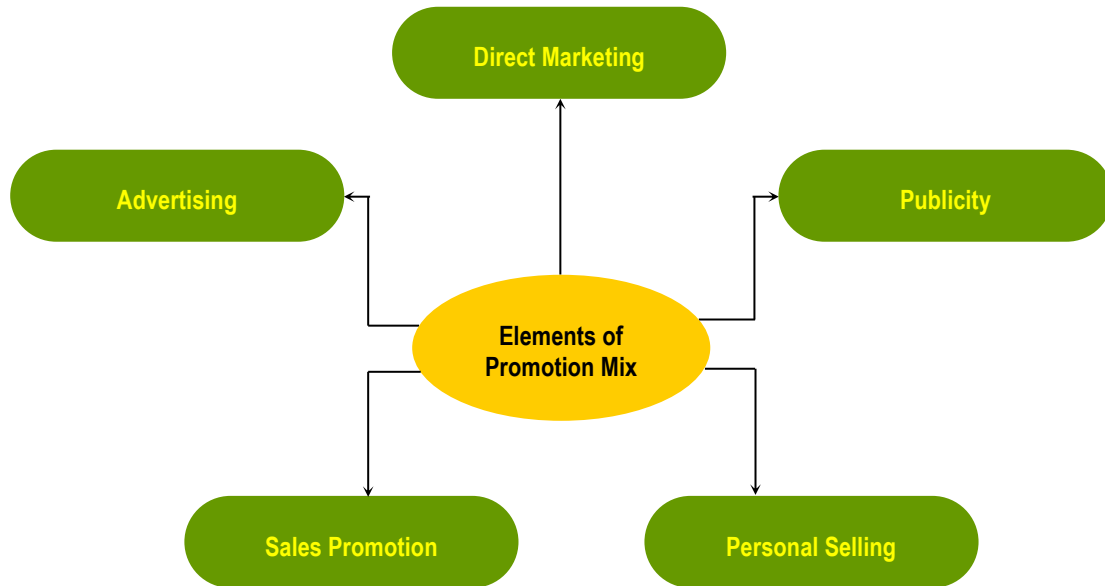 Direct Marketing
Advertising
Publicity
Elements of
Promotion Mix
Sales Promotion
Personal Selling